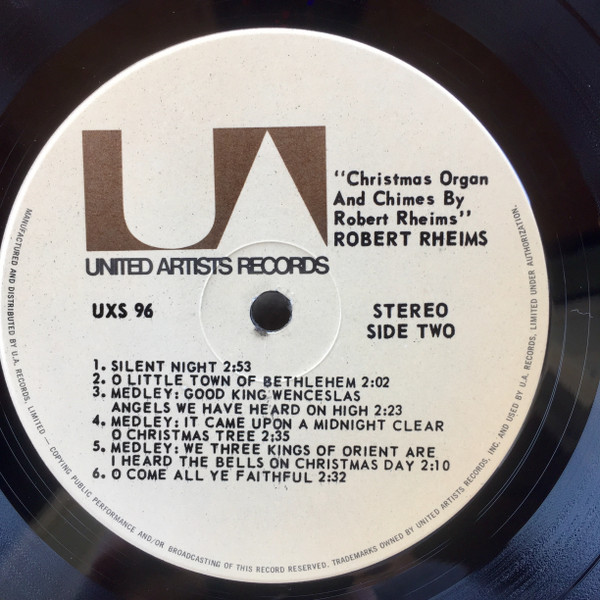 UA
UNITED ARTISTS RECORDS
"Christmas Organ
And Chimes By
Robert Rheims"
ROBERT RHEIMS
UXS 96
STEREO
SIDE TWO
1. SILENT NIGHT 2:53
2. O LITTLE TOWN OF BETHLEHEM 2:02
3. MEDLEY: GOOD KING WENCESLAS
ANGELS WE HAVE HEARD ON HIGH 2:23
4. MEDLEY: IT CAME UPON A MIDNIGHT CLEAR
O CHRISTMAS TREE 2:35
5. MEDLEY: WE THREE KINGS OF ORIENT ARE
I HEARD THE BELLS ON CHRISTMAS DAY 2:10
6. O COME ALL YE FAITHFUL 2:32
MANUFACTURED AND DISTRIBUTED BY U.A. RECORDS, LIMITED — COPYING PUBLIC PERFORMANCE AND/OR BROADCASTING OF THIS RECORD RESERVED. TRADEMARKS OWNED BY UNITED ARTISTS RECORDS, INC. AND USED BY U.A. RECORDS, LIMITED UNDER AUTHORIZATION.